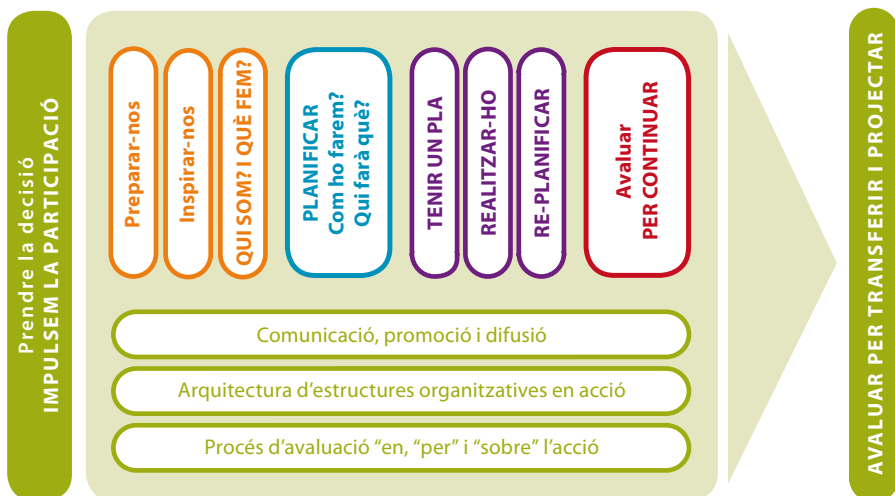 Prendre la decisió
IMPULSEM LA PARTICIPACIÓ
Preparar-nos
Inspirar-nos
QUI SOM? I QUÈ FEM?
PLANIFICAR
Com ho farem?
Qui farà què?
TENIR UN PLA
REALITZAR-HO
RE-PLANIFICAR
Avaluar
PER CONTINUAR
Comunicació, promoció i difusió
Arquitectura d’estructures organitzatives en acció
Procés d’avaluació “en, “per” i “sobre” l’acció
AVALUAR PER TRANSFERIR I PROJECTAR